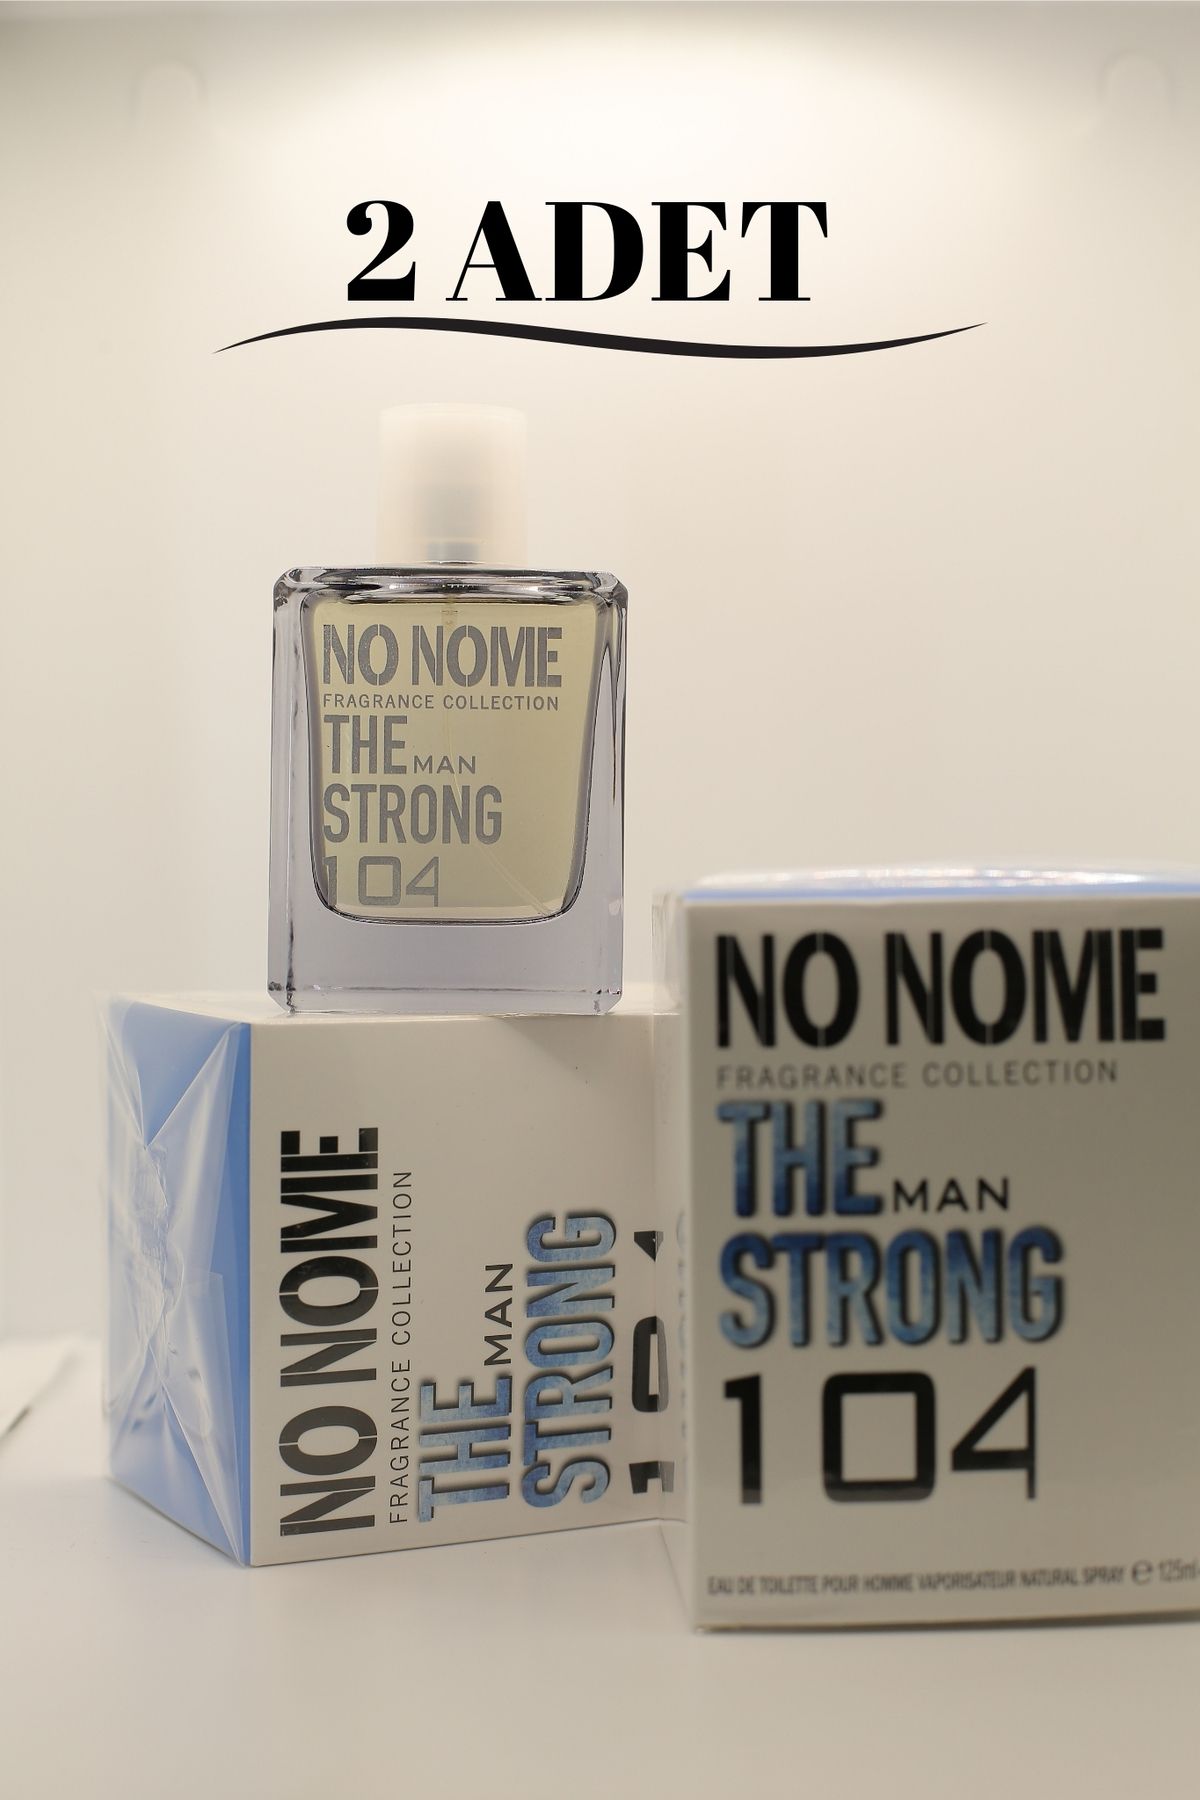 2 ADET
NO NOME
FRAGRANCE COLLECTION
THE MAN
STRONG
104
NO NOME
FRAGRANCE COLLECTION
THE MAN
STRONG
104
NO NOME
FRAGRANCE COLLECTION
THE MAN
STRONG
104
EAU DE TOILETTE POUR HOMME VAPORISATEUR NATURAL SPRAY ℮ 125ml